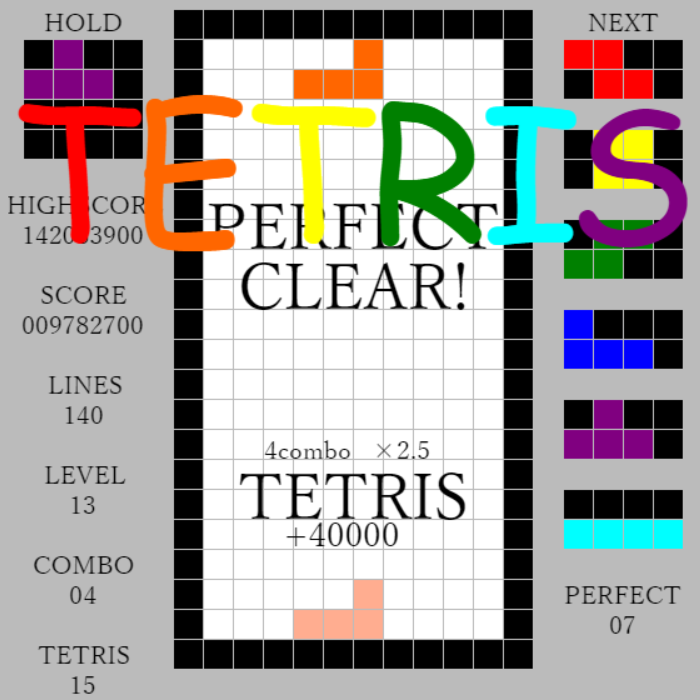 HOLD
NEXT
TETRIS
HIGHSCOR
PERFECT
CLEAR!
SCORE
009782700
LINES
140
4combo ×2.5
LEVEL
13
TETRIS
+40000
COMBO
04
PERFECT
07
TETRIS
15